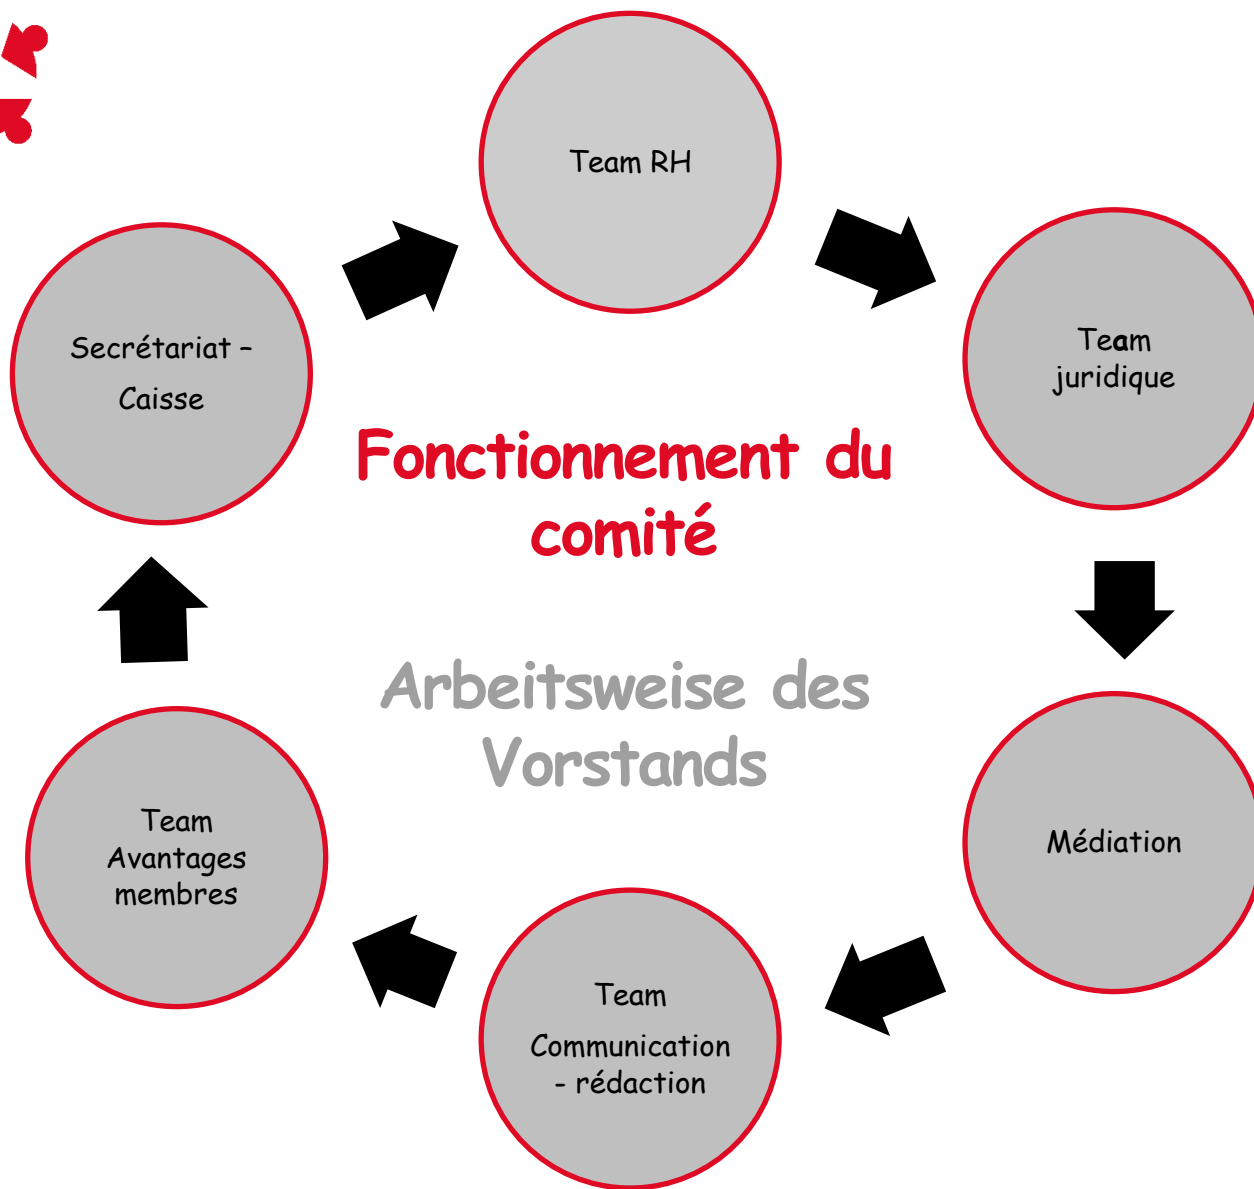 Team RH
Team
juridique
Secrétariat –
Caisse
Fonctionnement du
comité
Arbeitsweise des
Vorstands
Médiation
Team
Avantages
membres
Team
Communication
- rédaction